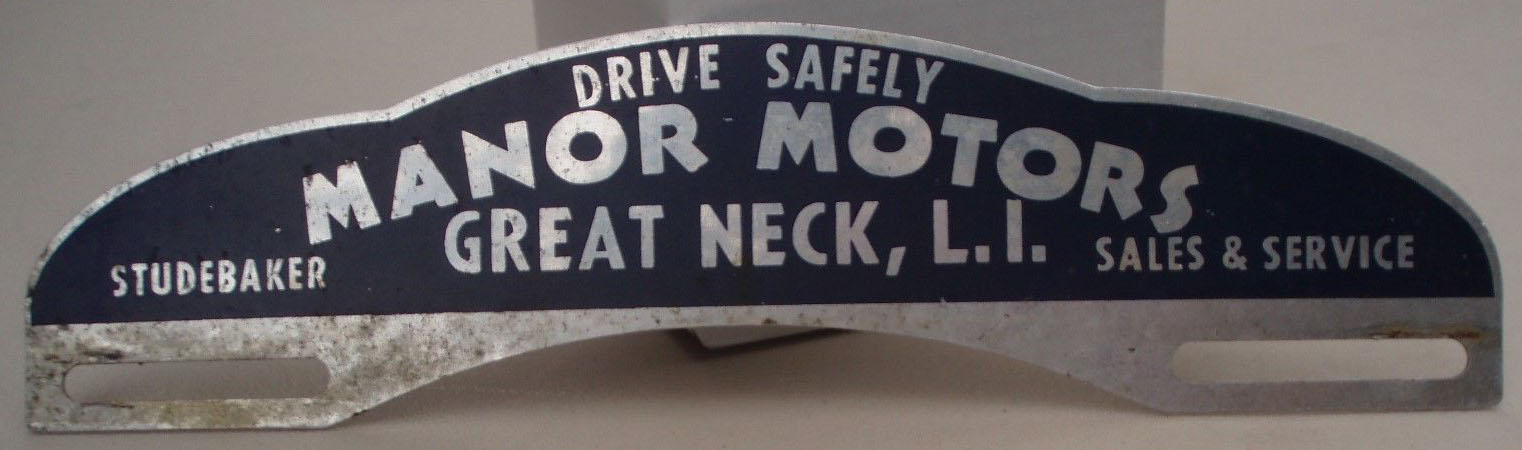 DRIVE SAFELY
MANOR MOTORS
GREAT NECK, L.I.
STUDEBAKER
SALES & SERVICE